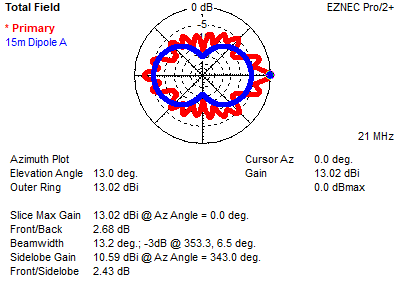 Total Field
0 dB
EZNEC Pro/2+
* Primary
-5
15m Dipole A
21 MHz
Azimuth Plot
Cursor Az 0.0 deg.
Elevation Angle 13.0 deg.
Gain 13.02 dBi
Outer Ring 13.02 dBi
0.0 dBmax
Slice Max Gain 13.02 dBi @ Az Angle = 0.0 deg.
Front/Back 2.68 dB
Beamwidth 13.2 deg.; -3dB @ 353.3, 6.5 deg.
Sidelobe Gain 10.59 dBi @ Az Angle = 343.0 deg.
Front/Sidelobe 2.43 dB